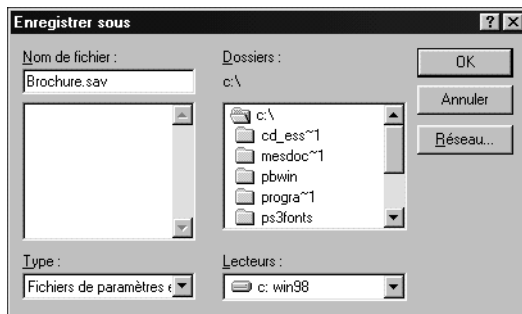 Enregistrer sous
Nom de fichier :
Brochure.sav
Dossiers :
c:\
c:\
cd_ess~1
mesdoc~1
pbwin
progra~1
ps3fonts
OK
Annuler
Réseau...
Type :
Fichiers de paramètres e
Lecteurs :
c: win98